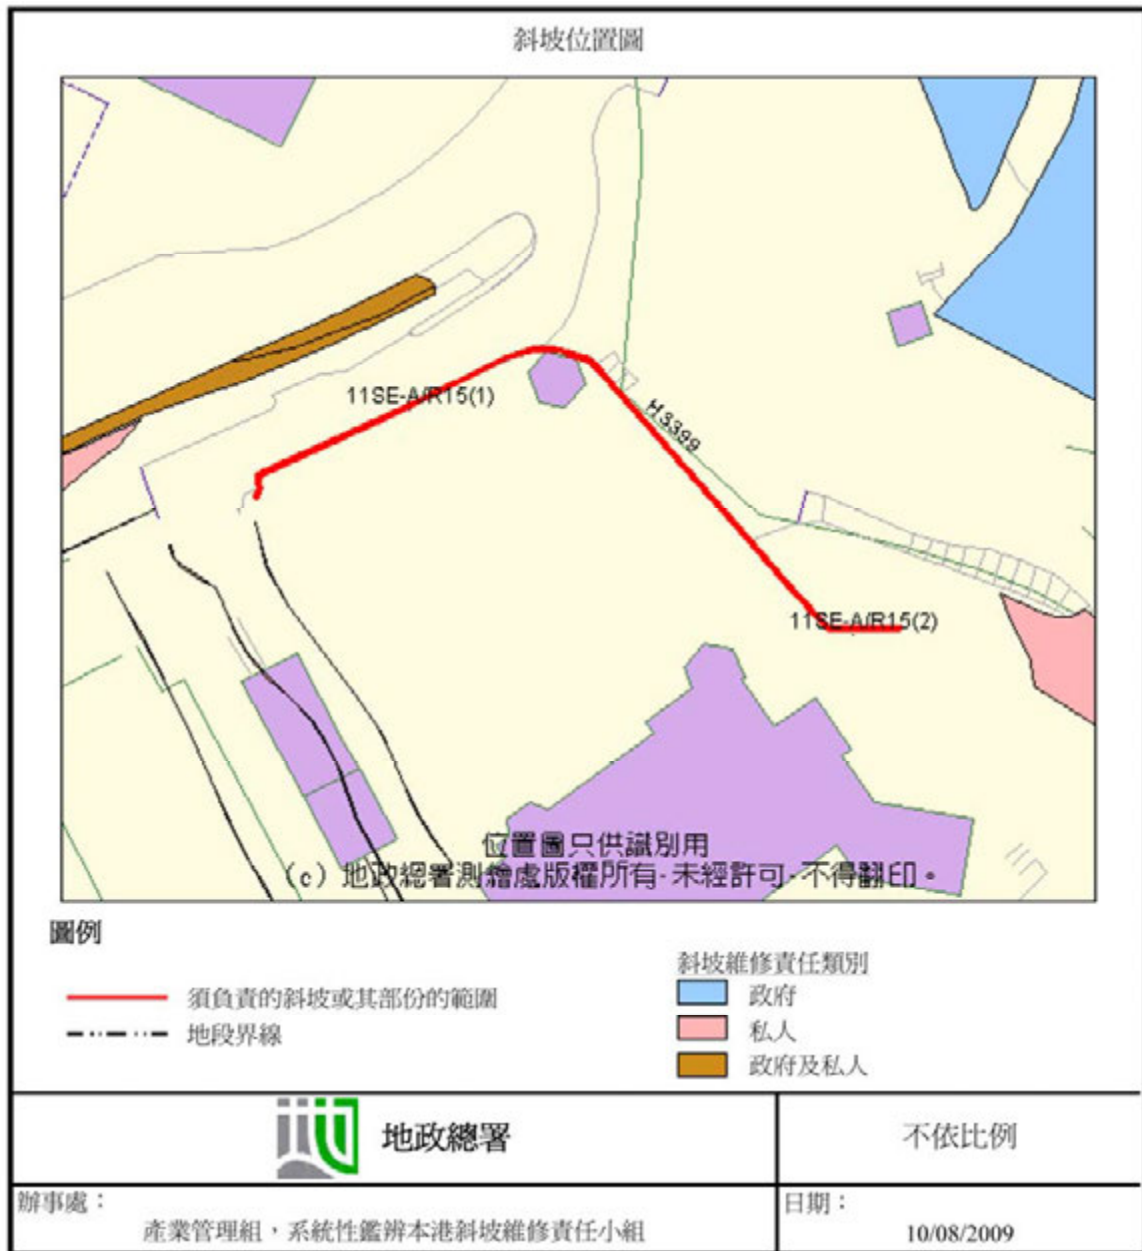 斜坡位置圖
11SE-A/R15(1)
H3399
11SE-A/R15(2)
位置圖只供識別用
(c) 地政總署測繪處版權所有-未經許可-不得翻印。
圖例
須負責的斜坡或其部份的範圍
地段界線
斜坡維修責任類別
政府
私人
政府及私人
地政總署
不依比例
辦事處：
產業管理組，系統性鑑辨本港斜坡維修責任小組
日期：
10/08/2009